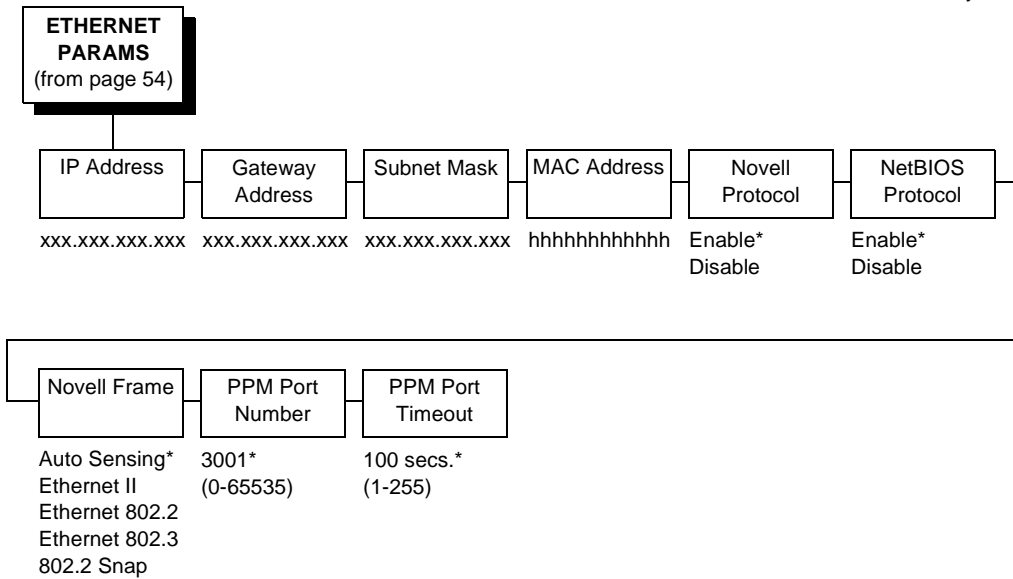 ETHERNET
PARAMS
(from page 54)
IP Address
Gateway
Address
Subnet Mask
MAC Address
Novell
Protocol
NetBIOS
Protocol
xxx.xxx.xxx.xxx
xxx.xxx.xxx.xxx
xxx.xxx.xxx.xxx
hhhhhhhhhhhh
Enable*
Disable
Enable*
Disable
Novell Frame
PPM Port
Number
PPM Port
Timeout
Auto Sensing*
Ethernet II
Ethernet 802.2
Ethernet 802.3
802.2 Snap
3001*
(0-65535)
100 secs.*
(1-255)